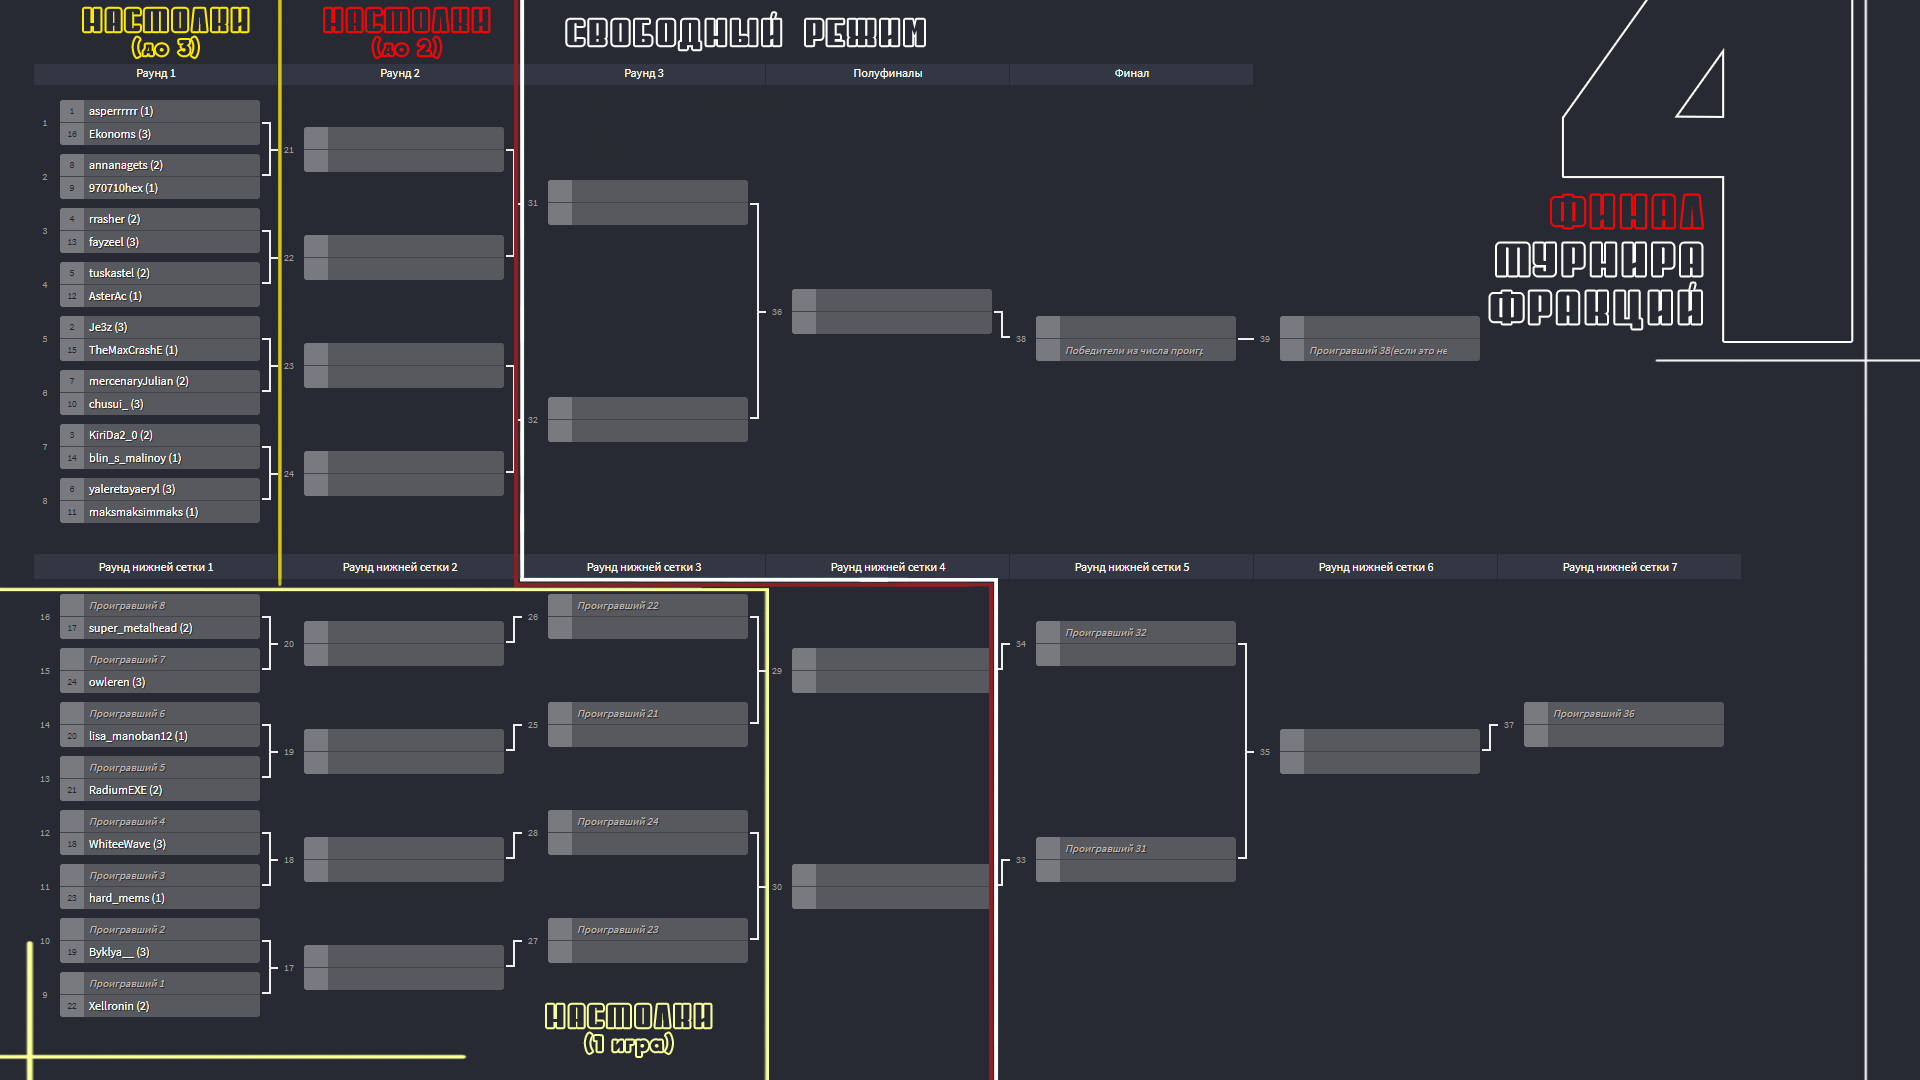 НАСТОЛКИ
(до 3)
НАСТОЛКИ
(до 2)
СВОБОДНЫЙ РЕЖИМ
4
ФИНАЛ
ТУРНИРА
ФРАКЦИЙ
Раунд 1
Раунд 2
Раунд 3
Полуфиналы
Финал
1
1 asperrrrrr (1)
16 Ekonoms (3)
2
8 annanagets (2)
9 970710hex (1)
3
4 rrasher (2)
13 fayzeel (3)
4
5 tuskastel (2)
12 AsterAc (1)
5
2 Je3z (3)
15 TheMaxCrashE (1)
6
7 mercenaryJulian (2)
10 chusui_ (3)
7
3 KiriDa2_0 (2)
14 blin_s_malinoy (1)
8
6 yaleretayaeryl (3)
11 maksmaksimmaks (1)
21
22
23
24
31
32
36
38
Победители из числа проигр
39
Проигравший 38(если это не
Раунд нижней сетки 1
Раунд нижней сетки 2
Раунд нижней сетки 3
Раунд нижней сетки 4
Раунд нижней сетки 5
Раунд нижней сетки 6
Раунд нижней сетки 7
16
Проигравший 8
17 super_metalhead (2)
15
Проигравший 7
24 owleren (3)
14
Проигравший 6
20 lisa_manoban12 (1)
13
Проигравший 5
21 RadiumEXE (2)
12
Проигравший 4
18 WhiteeWave (3)
11
Проигравший 3
23 hard_mems (1)
10
Проигравший 2
19 Byklya__ (3)
9
Проигравший 1
22 Xellronin (2)
20
19
18
17
26
Проигравший 22
25
Проигравший 21
28
Проигравший 24
27
Проигравший 23
29
30
34
Проигравший 32
33
Проигравший 31
35
37
Проигравший 36
НАСТОЛКИ
(1 игра)